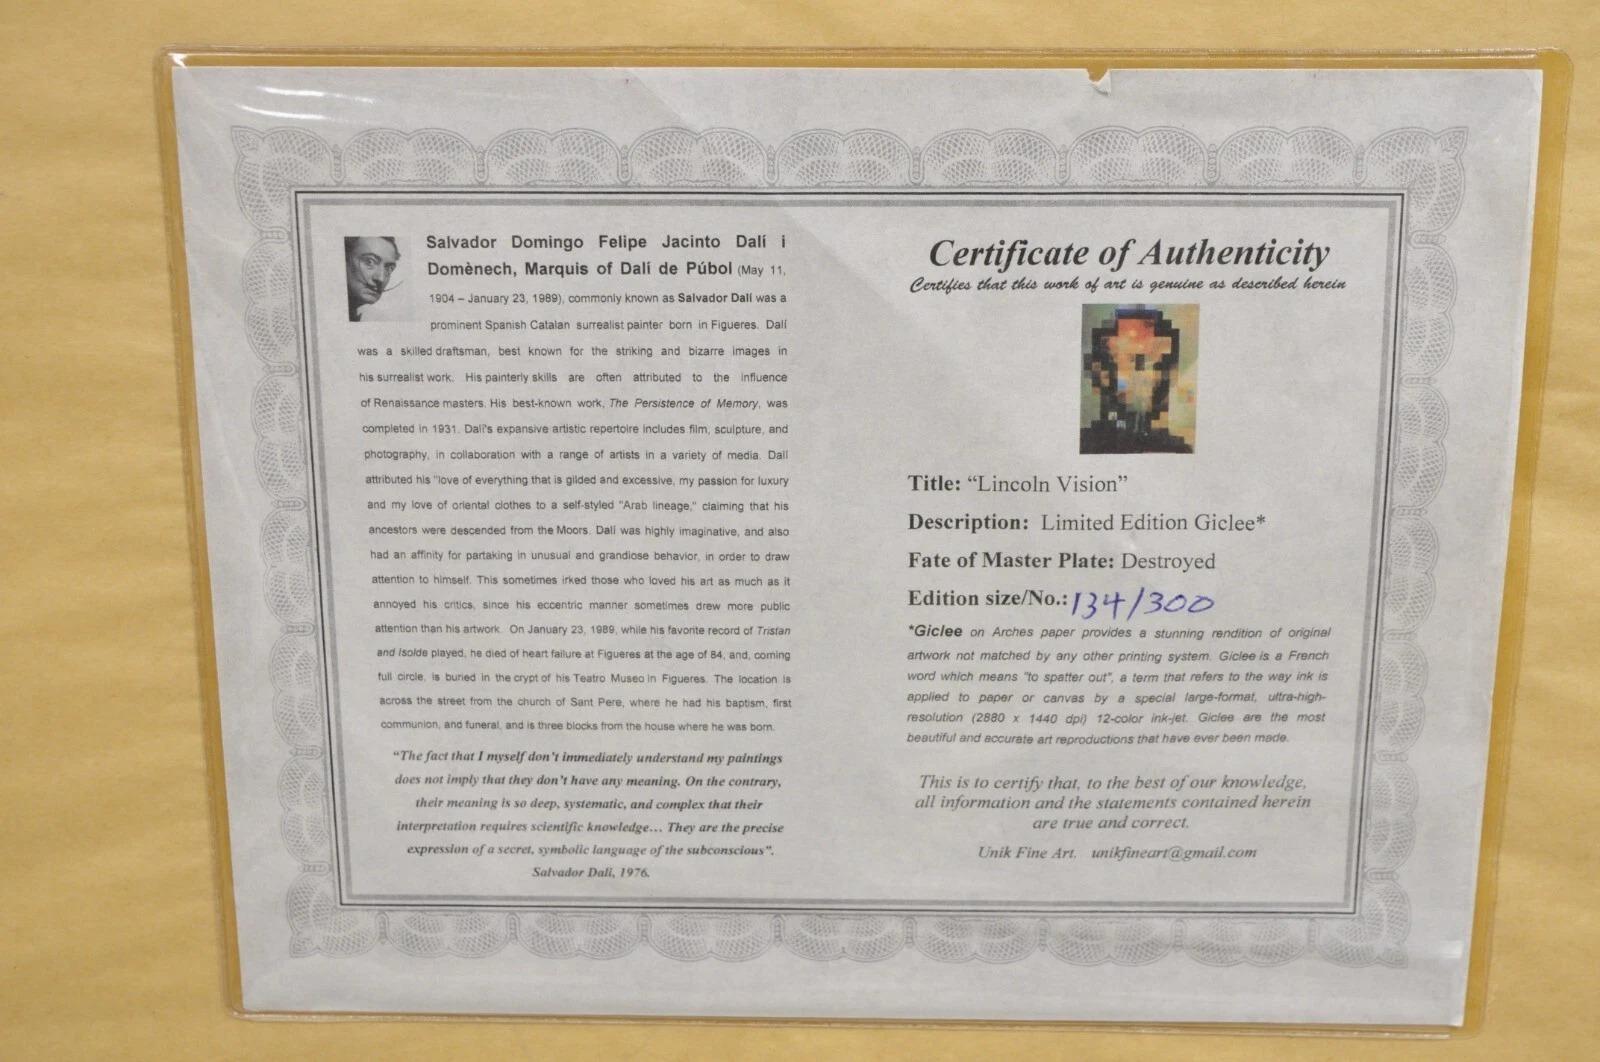 Salvador Domingo Felipe Jacinto Dalí i
Domènech, Marquis of Dalí de Púbol (May 11,
1904 – January 23, 1989), commonly known as Salvador Dalí was a
prominent Spanish Catalan surrealist painter born in Figueres. Dalí
was a skilled draftsman, best known for the striking and bizarre images in
his surrealist work. His painterly skills are often attributed to the influence
of Renaissance masters. His best-known work, The Persistence of Memory, was
completed in 1931. Dalí's expansive artistic repertoire includes film, sculpture, and
photography, in collaboration with a range of artists in a variety of media. Dalí
attributed his "love of everything that is gilded and excessive, my passion for luxury
and my love of oriental clothes to a self-styled "Arab lineage," claiming that his
ancestors were descended from the Moors. Dalí was highly imaginative, and also
had an affinity for partaking in unusual and grandiose behavior, in order to draw
attention to himself. This sometimes irked those who loved his art as much as it
annoyed his critics, since his eccentric manner sometimes drew more public
attention than his artwork. On January 23, 1989, while his favorite record of Tristan
and Isolde played, he died of heart failure at Figueres at the age of 84, and, coming
full circle, is buried in the crypt of his Teatro Museo in Figueres. The location is
across the street from the church of Sant Pere, where he had his baptism, first
communion, and funeral, and is three blocks from the house where he was born.
“The fact that I myself don’t immediately understand my paintings
does not imply that they don’t have any meaning. On the contrary,
their meaning is so deep, systematic, and complex that their
interpretation requires scientific knowledge… They are the precise
expression of a secret, symbolic language of the subconscious”.
Salvador Dalí, 1976.
Certificate of Authenticity
Certifies that this work of art is genuine as described herein
Title: “Lincoln Vision”
Description: Limited Edition Giclee*
Fate of Master Plate: Destroyed
Edition size/No.: 134/300
*Giclee on Arches paper provides a stunning rendition of original
artwork not matched by any other printing system. Giclee is a French
word which means "to spatter out", a term that refers to the way ink is
applied to paper or canvas by a special large-format, ultra-high-
resolution (2880 x 1440 dpi) 12-color ink-jet. Giclee are the most
beautiful and accurate art reproductions that have ever been made.
This is to certify that, to the best of our knowledge,
all information and the statements contained herein
are true and correct.
Unik Fine Art. unikfineart@gmail.com